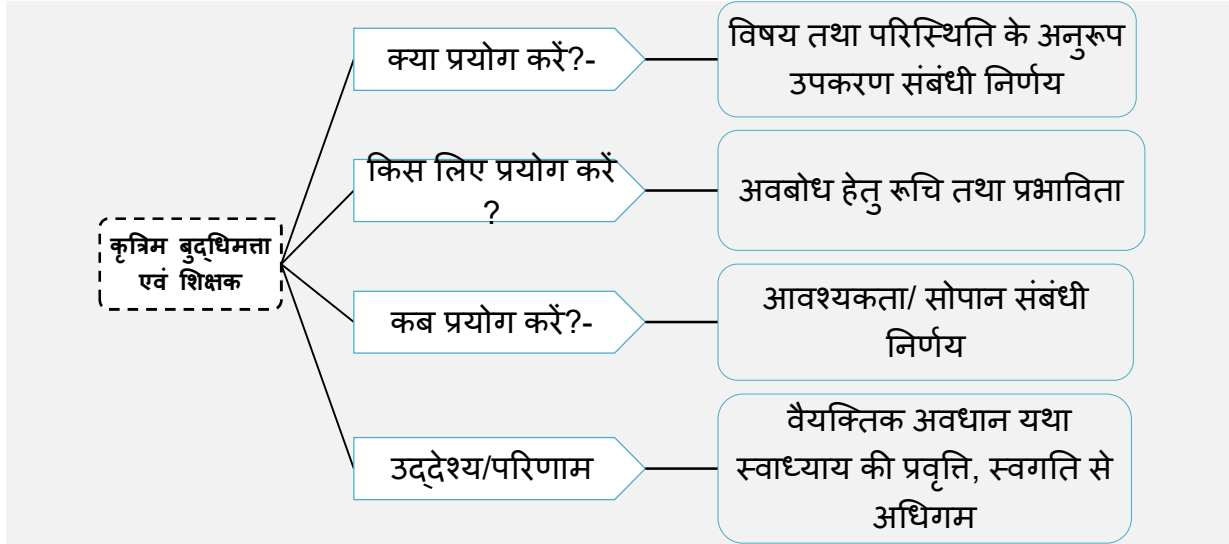 कृत्रिम बुद्धिमत्ता
एवं शिक्षक
क्या प्रयोग करें?-
विषय तथा परिस्थिति के अनुरूप
उपकरण संबंधी निर्णय
किस लिए प्रयोग करें
?
अवबोध हेतु रूचि तथा प्रभाविता
कब प्रयोग करें?-
आवश्यकता/ सोपान संबंधी
निर्णय
उद्देश्य/परिणाम
वैयक्तिक अवधान यथा
स्वाध्याय की प्रवृत्ति, स्वगति से
अधिगम